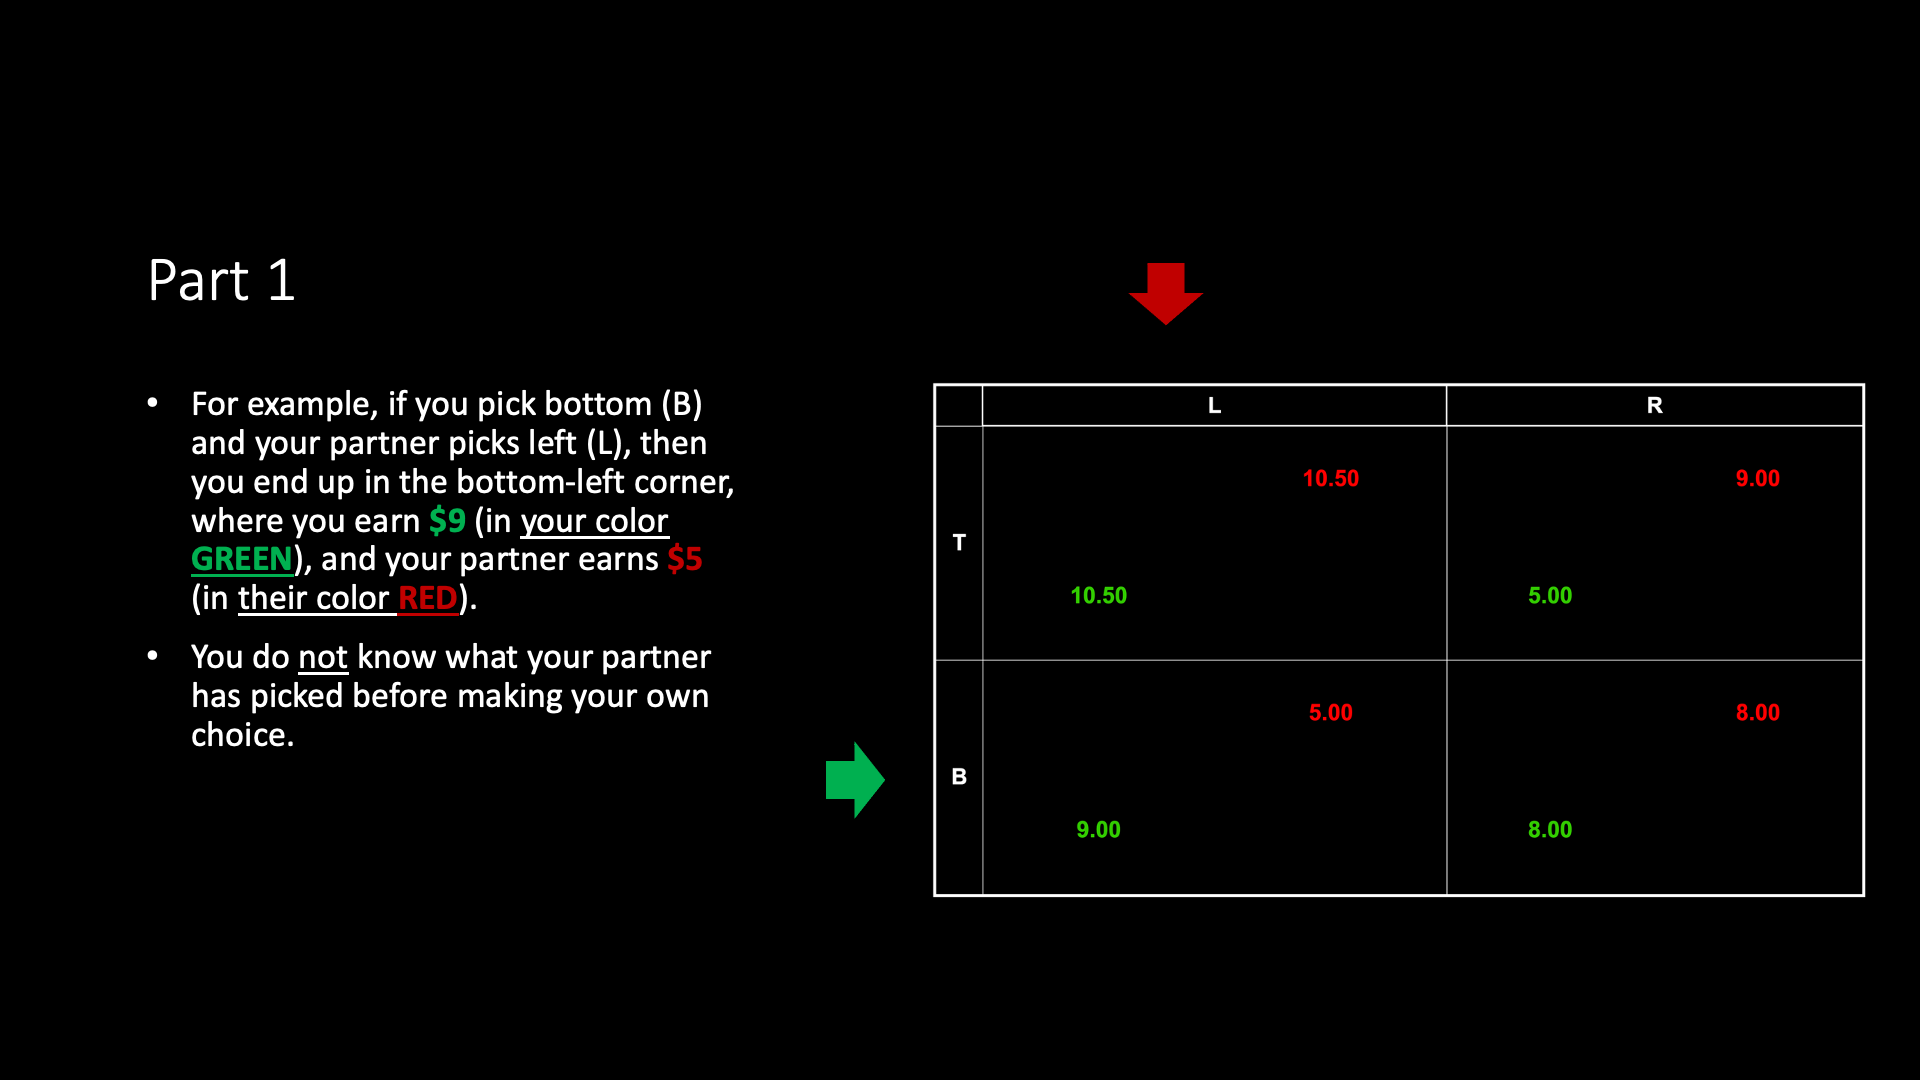 Part 1
• For example, if you pick bottom (B)
and your partner picks left (L), then
you end up in the bottom-left corner,
where you earn $9 (in your color
GREEN), and your partner earns $5
(in their color RED).
• You do not know what your partner
has picked before making your own
choice.
L R
10.50 9.00
T
10.50 5.00
5.00 8.00
B
9.00 8.00